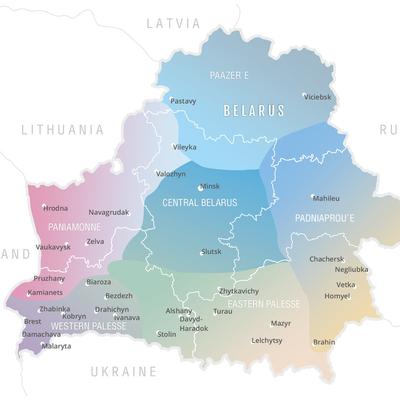 LATVIA
PAAZER'E
Pastavy
BELARUS
Viciebsk
LITHUANIA
RU
Vileyka
Valozhyn
Minsk
CENTRAL BELARUS
Mahileu
Hrodna
Navagrudak
PADNIAPROU'E
PANIAMONNE
Vaukavysk
Zelva
Slutsk
AND
Chachersk
Negliubka
Pruzhany
Biaroza
Vetka
Kamianets
Zhytkavichy
Homyel
Bezdezh
EASTERN PALESSE
Zhabinka
Kobryn
Drahichyn
Ivanava
Alshany
Turau
Brest
WESTERN PALESSE
Davyd-
Haradok
Mazyr
Damachava
Stolin
Lelchytsy
Brahin
Malaryta
UKRAINE